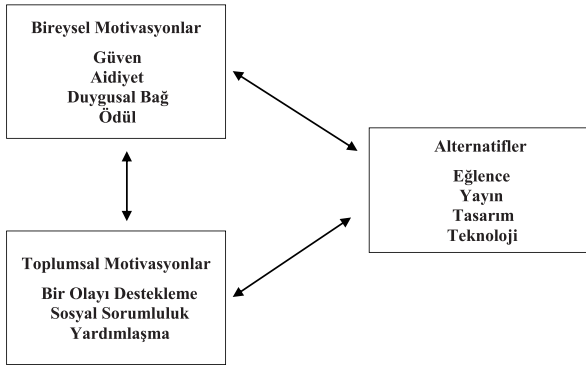 Bireysel Motivasyonlar
Güven
Aidiyet
Duygusal Bağ
Ödül
Alternatifler
Eğlence
Yayın
Tasarım
Teknoloji
Toplumsal Motivasyonlar
Bir Olayı Destekleme
Sosyal Sorumluluk
Yardımlaşma